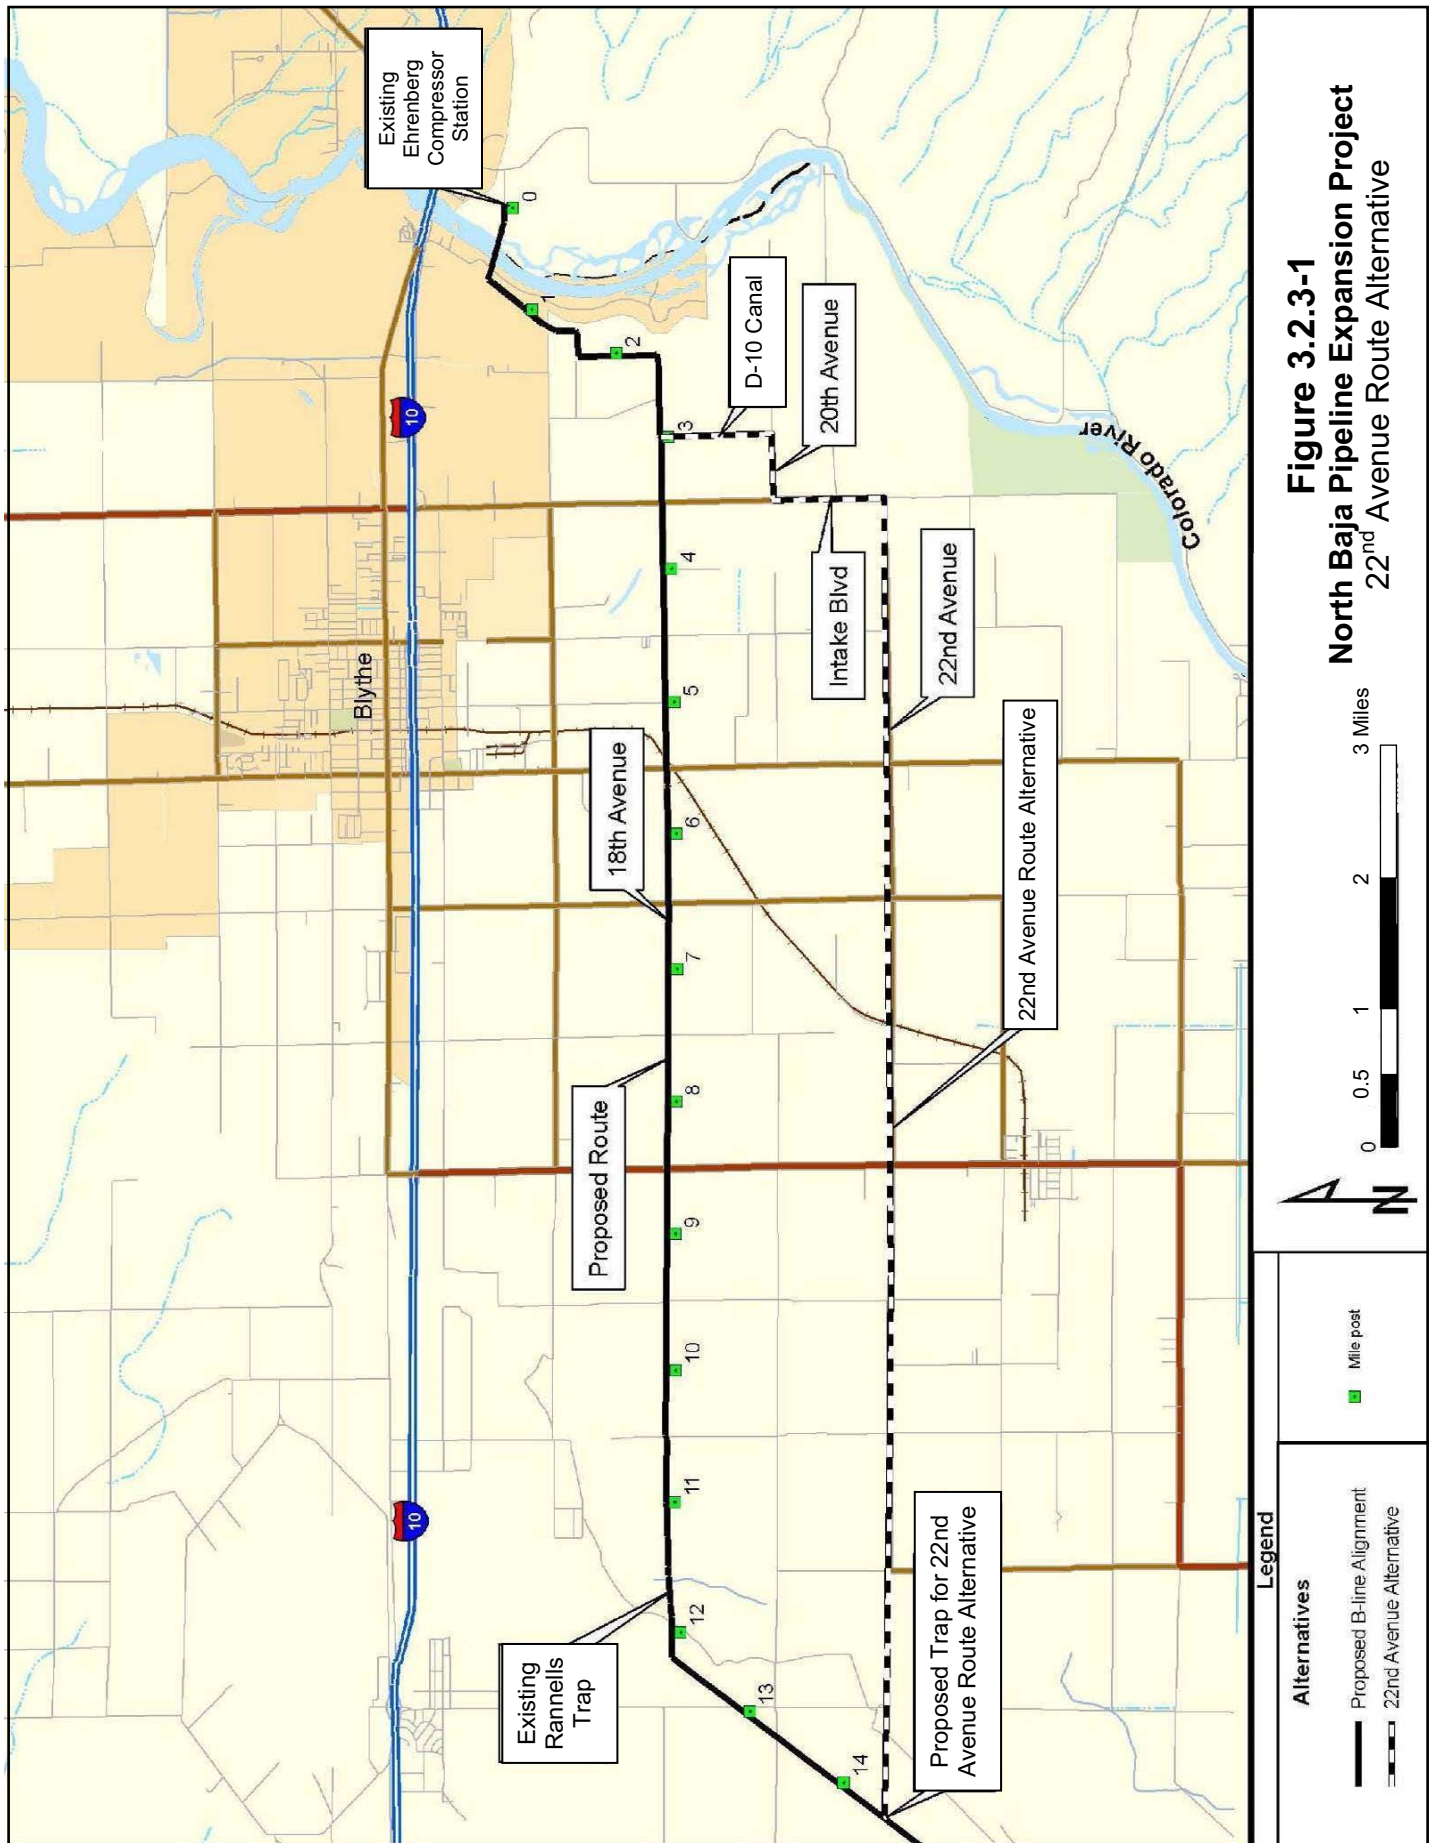 Existing
Ehrenberg
Compressor
Station
0
1
2
3
D-10 Canal
20th Avenue
10
Colorado River
4
Intake Blvd
22nd Avenue
Blythe
5
18th Avenue
6
22nd Avenue Route Alternative
7
Proposed Route
8
9
10
11
10
Existing
Rannells
Trap
12
13
14
Proposed Trap for 22nd
Avenue Route Alternative
Legend
Alternatives
Proposed B-line Alignment
22nd Avenue Alternative
Mile post
N
0 0.5 1 2 3 Miles
Figure 3.2.3-1
North Baja Pipeline Expansion Project
22nd Avenue Route Alternative